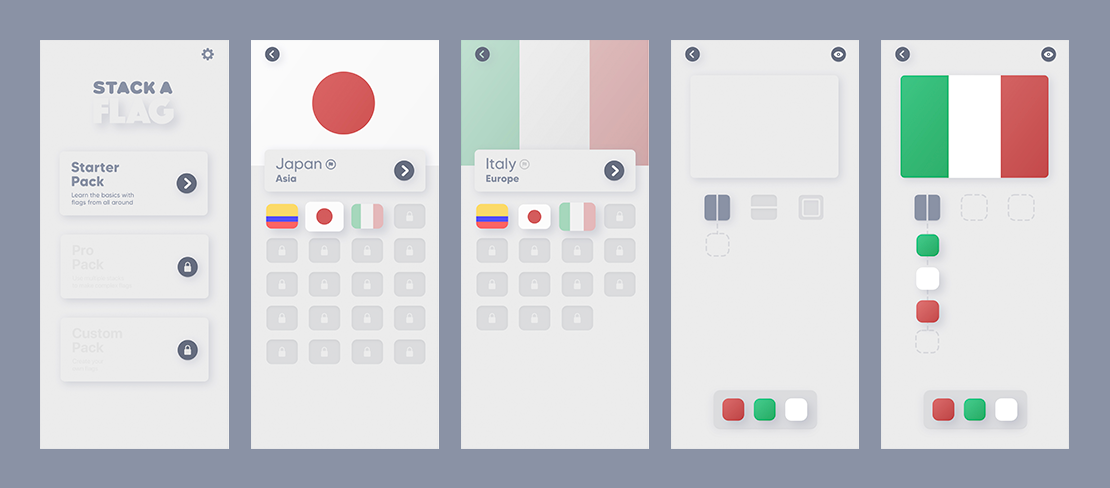 STACK A
FLAG
Starter
Pack
Learn the basics with
flags from all around
Pro
Pack
Custom
Pack
Japan
Asia
Italy
Europe